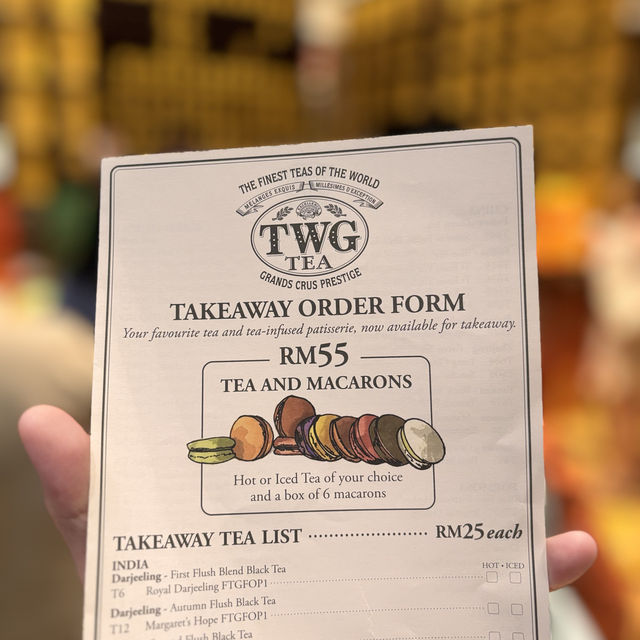 THE FINEST TEAS OF THE WORLD
MÉLANGES EXQUIS MILLÉSIMES D'EXCEPTION
TWG
TEA
GRANDS CRUS PRESTIGE
TAKEAWAY ORDER FORM
Your favourite tea and tea-infused patisserie, now available for takeaway.
RM55
TEA AND MACARONS
Hot or Iced Tea of your choice
and a box of 6 macarons
TAKEAWAY TEA LIST RM25 each
INDIA HOT • ICED
Darjeeling - First Flush Blend Black Tea
T6 Royal Darjeeling FTGFOP1
Darjeeling - Autumn Flush Black Tea
T12 Margaret's Hope FTGFOP1
Flush Black Tea